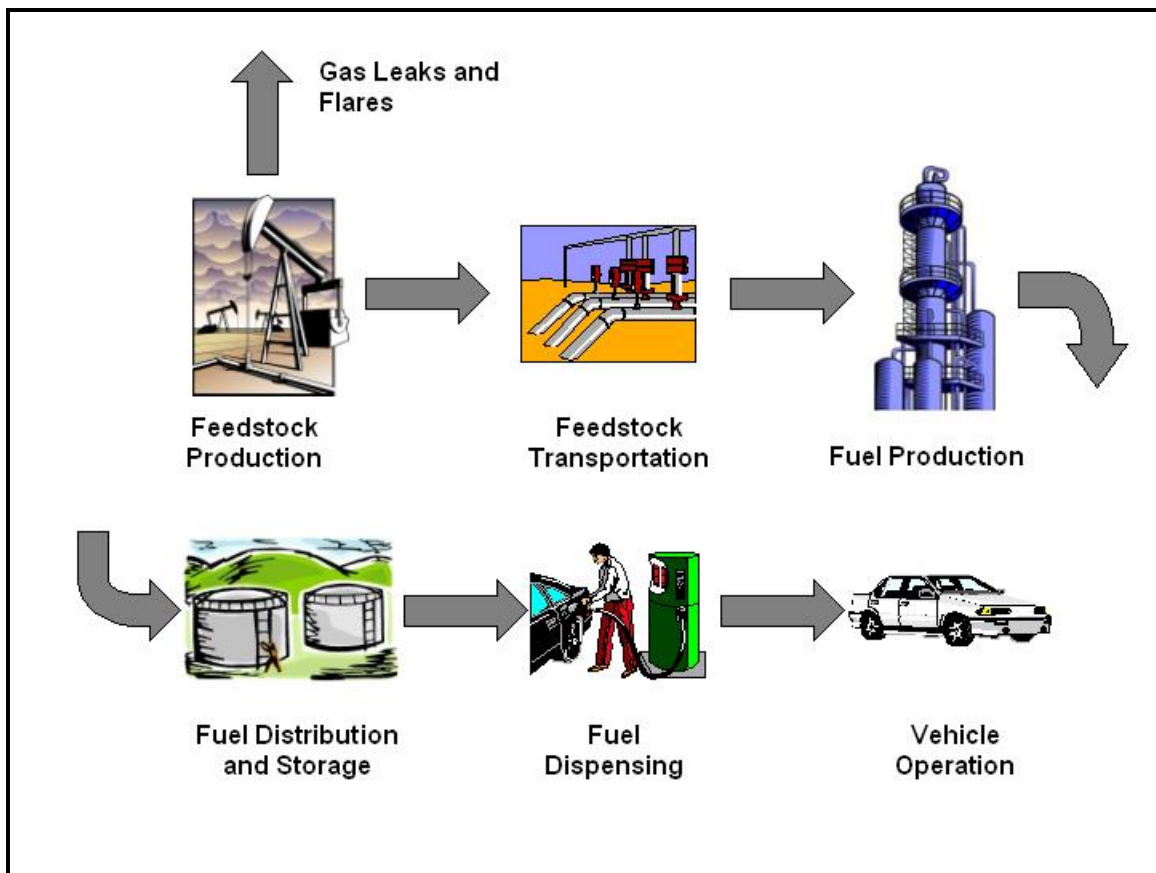 Gas Leaks and
Flares
Feedstock
Production
Feedstock
Transportation
Fuel Production
Fuel Distribution
and Storage
Fuel
Dispensing
Vehicle
Operation